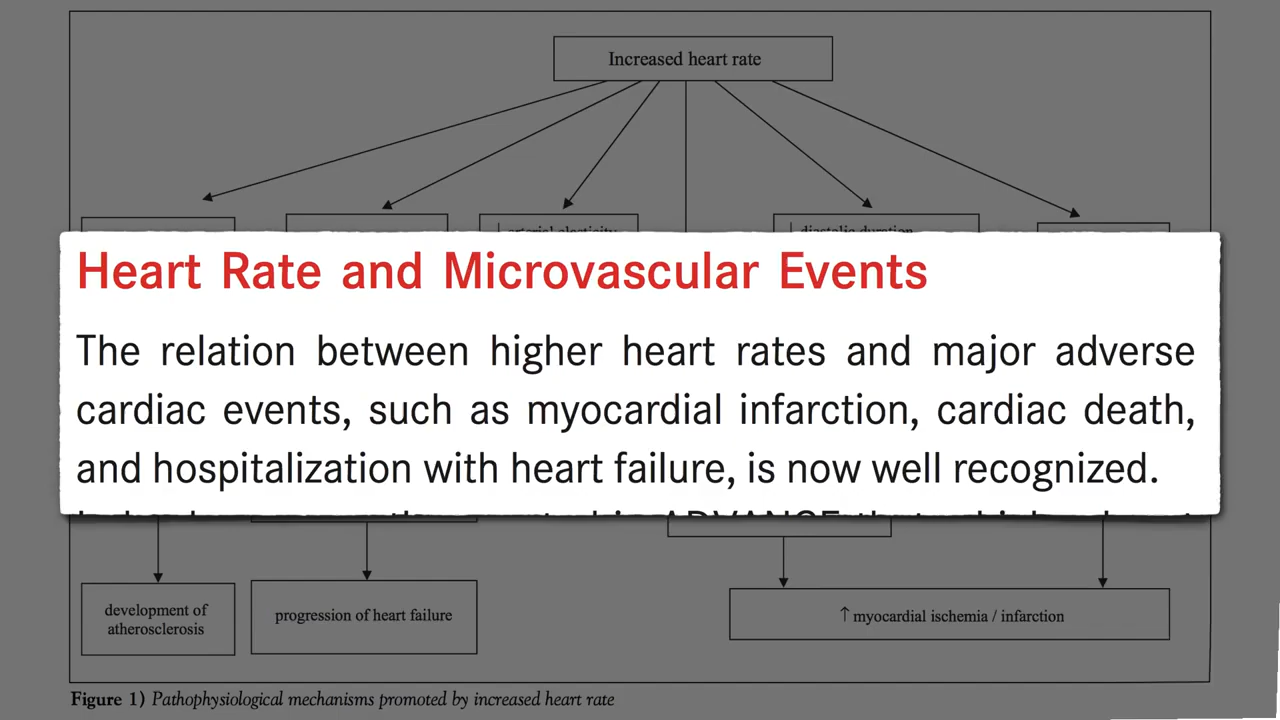 Increased heart rate
Heart Rate and Microvascular Events
The relation between higher heart rates and major adverse
cardiac events, such as myocardial infarction, cardiac death,
and hospitalization with heart failure, is now well recognized.
development of
atherosclerosis
progression of heart failure
↑ myocardial ischemia / infarction
Figure 1) Pathophysiological mechanisms promoted by increased heart rate